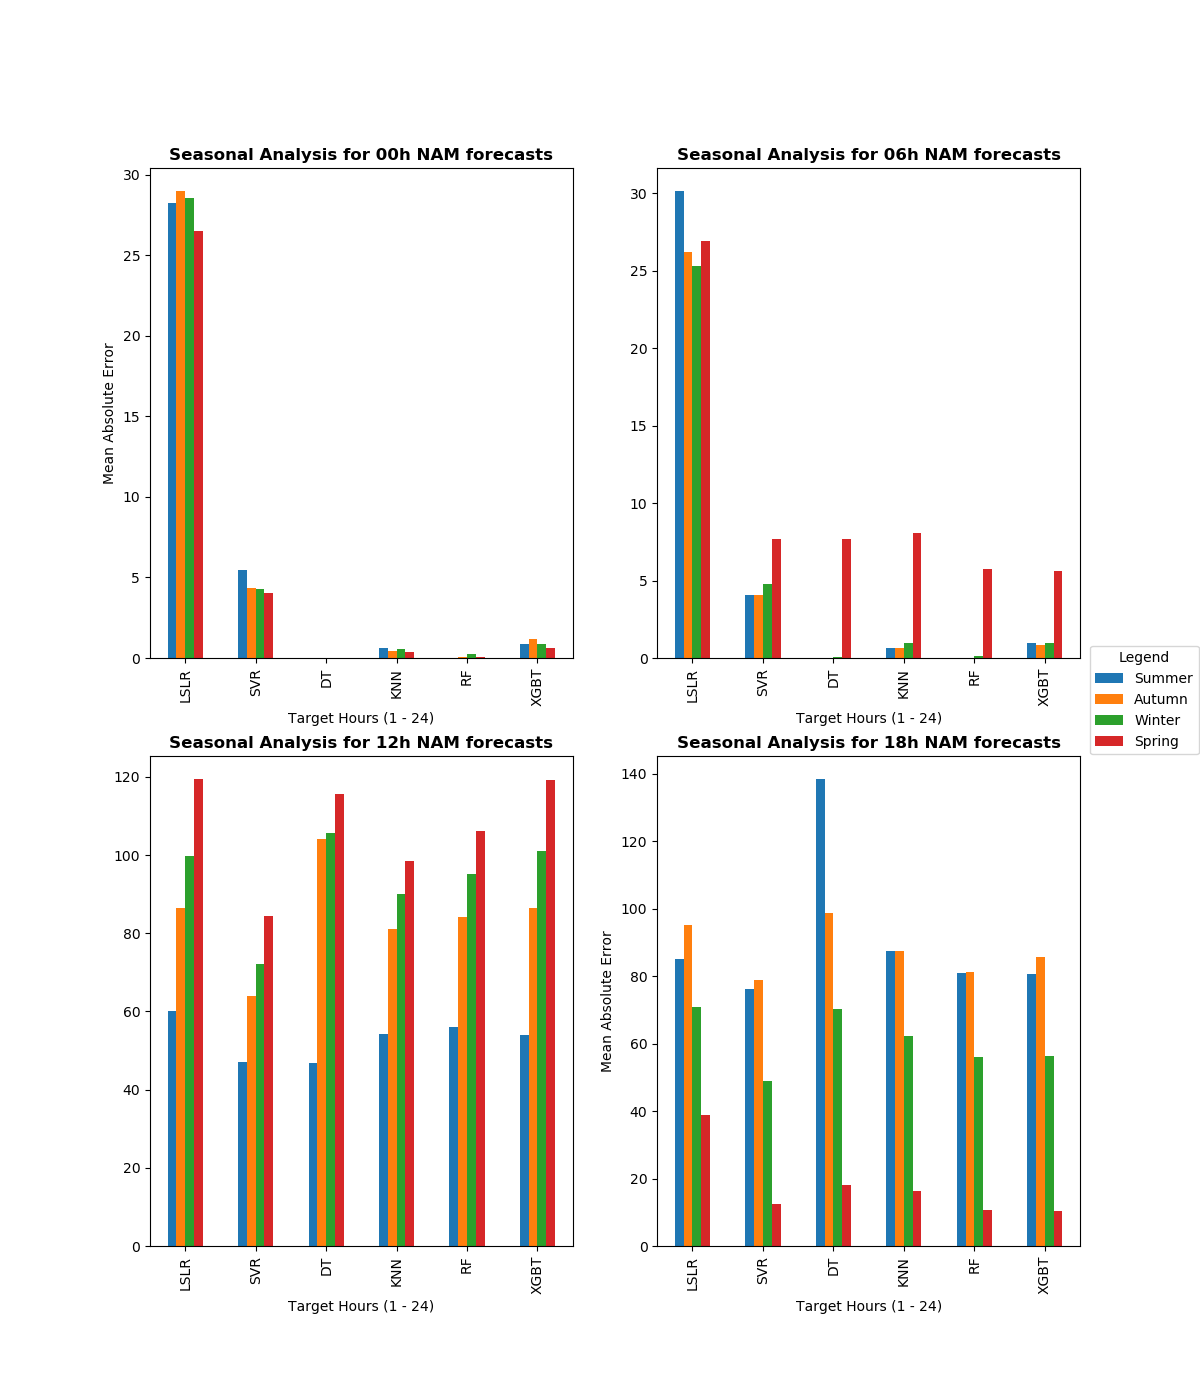 Seasonal Analysis for 00h NAM forecasts
30
25
20
15
10
5
0
Mean Absolute Error
LSLR
SVR
DT
KNN
RF
XGBT
Target Hours (1 - 24)
Seasonal Analysis for 06h NAM forecasts
30
25
20
15
10
5
0
LSLR
SVR
DT
KNN
RF
XGBT
Target Hours (1 - 24)
Legend
Summer
Autumn
Winter
Spring
Seasonal Analysis for 12h NAM forecasts
120
100
80
60
40
20
0
LSLR
SVR
DT
KNN
RF
XGBT
Target Hours (1 - 24)
Seasonal Analysis for 18h NAM forecasts
140
120
100
80
60
40
20
0
Mean Absolute Error
LSLR
SVR
DT
KNN
RF
XGBT
Target Hours (1 - 24)